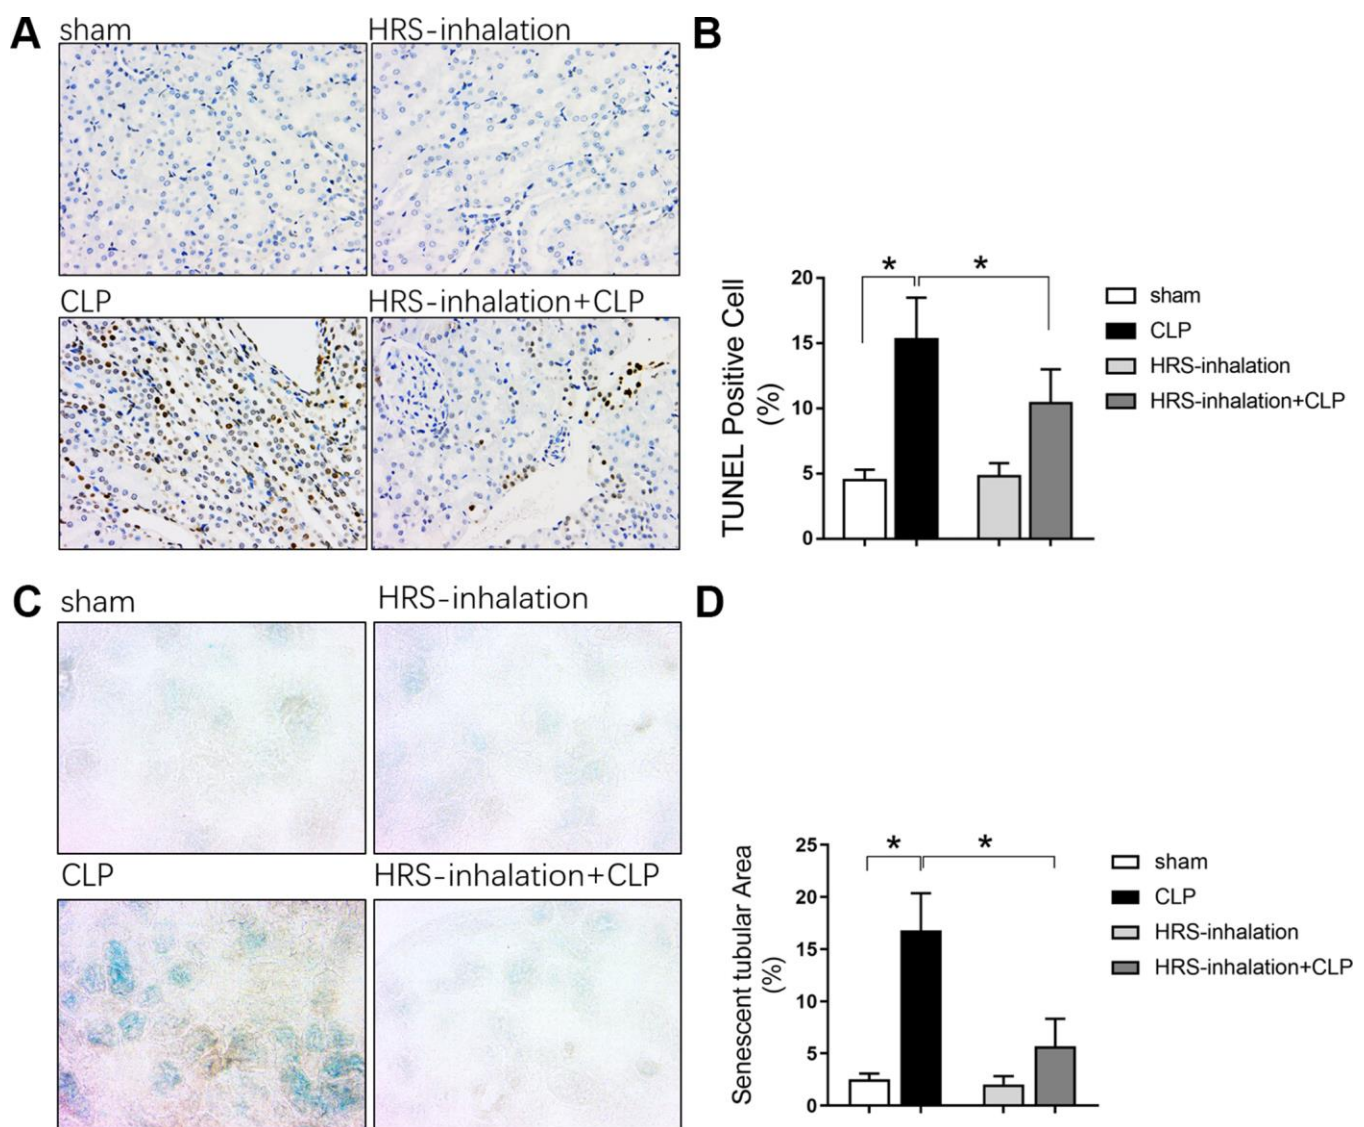 A
sham
HRS-inhalation
CLP
HRS-inhalation+CLP
B
TUNEL Positive Cell
(%)
20
15
10
5
0
*
*
sham
CLP
HRS-inhalation
HRS-inhalation+CLP
C
sham
HRS-inhalation
CLP
HRS-inhalation+CLP
D
Senescent tubular Area
(%)
25
20
15
10
5
0
*
*
sham
CLP
HRS-inhalation
HRS-inhalation+CLP